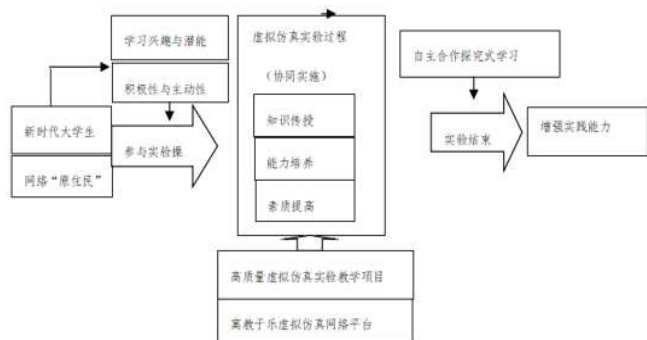 学习兴趣与潜能
积极性与主动性
新时代大学生
网络“原住民”
参与实验操
虚拟仿真实验过程
（协同实施）
知识传授
能力培养
素质提高
自主合作探究式学习
实验结束
增强实践能力
高质量虚拟仿真实验教学项目
寓教于乐虚拟仿真网络平台